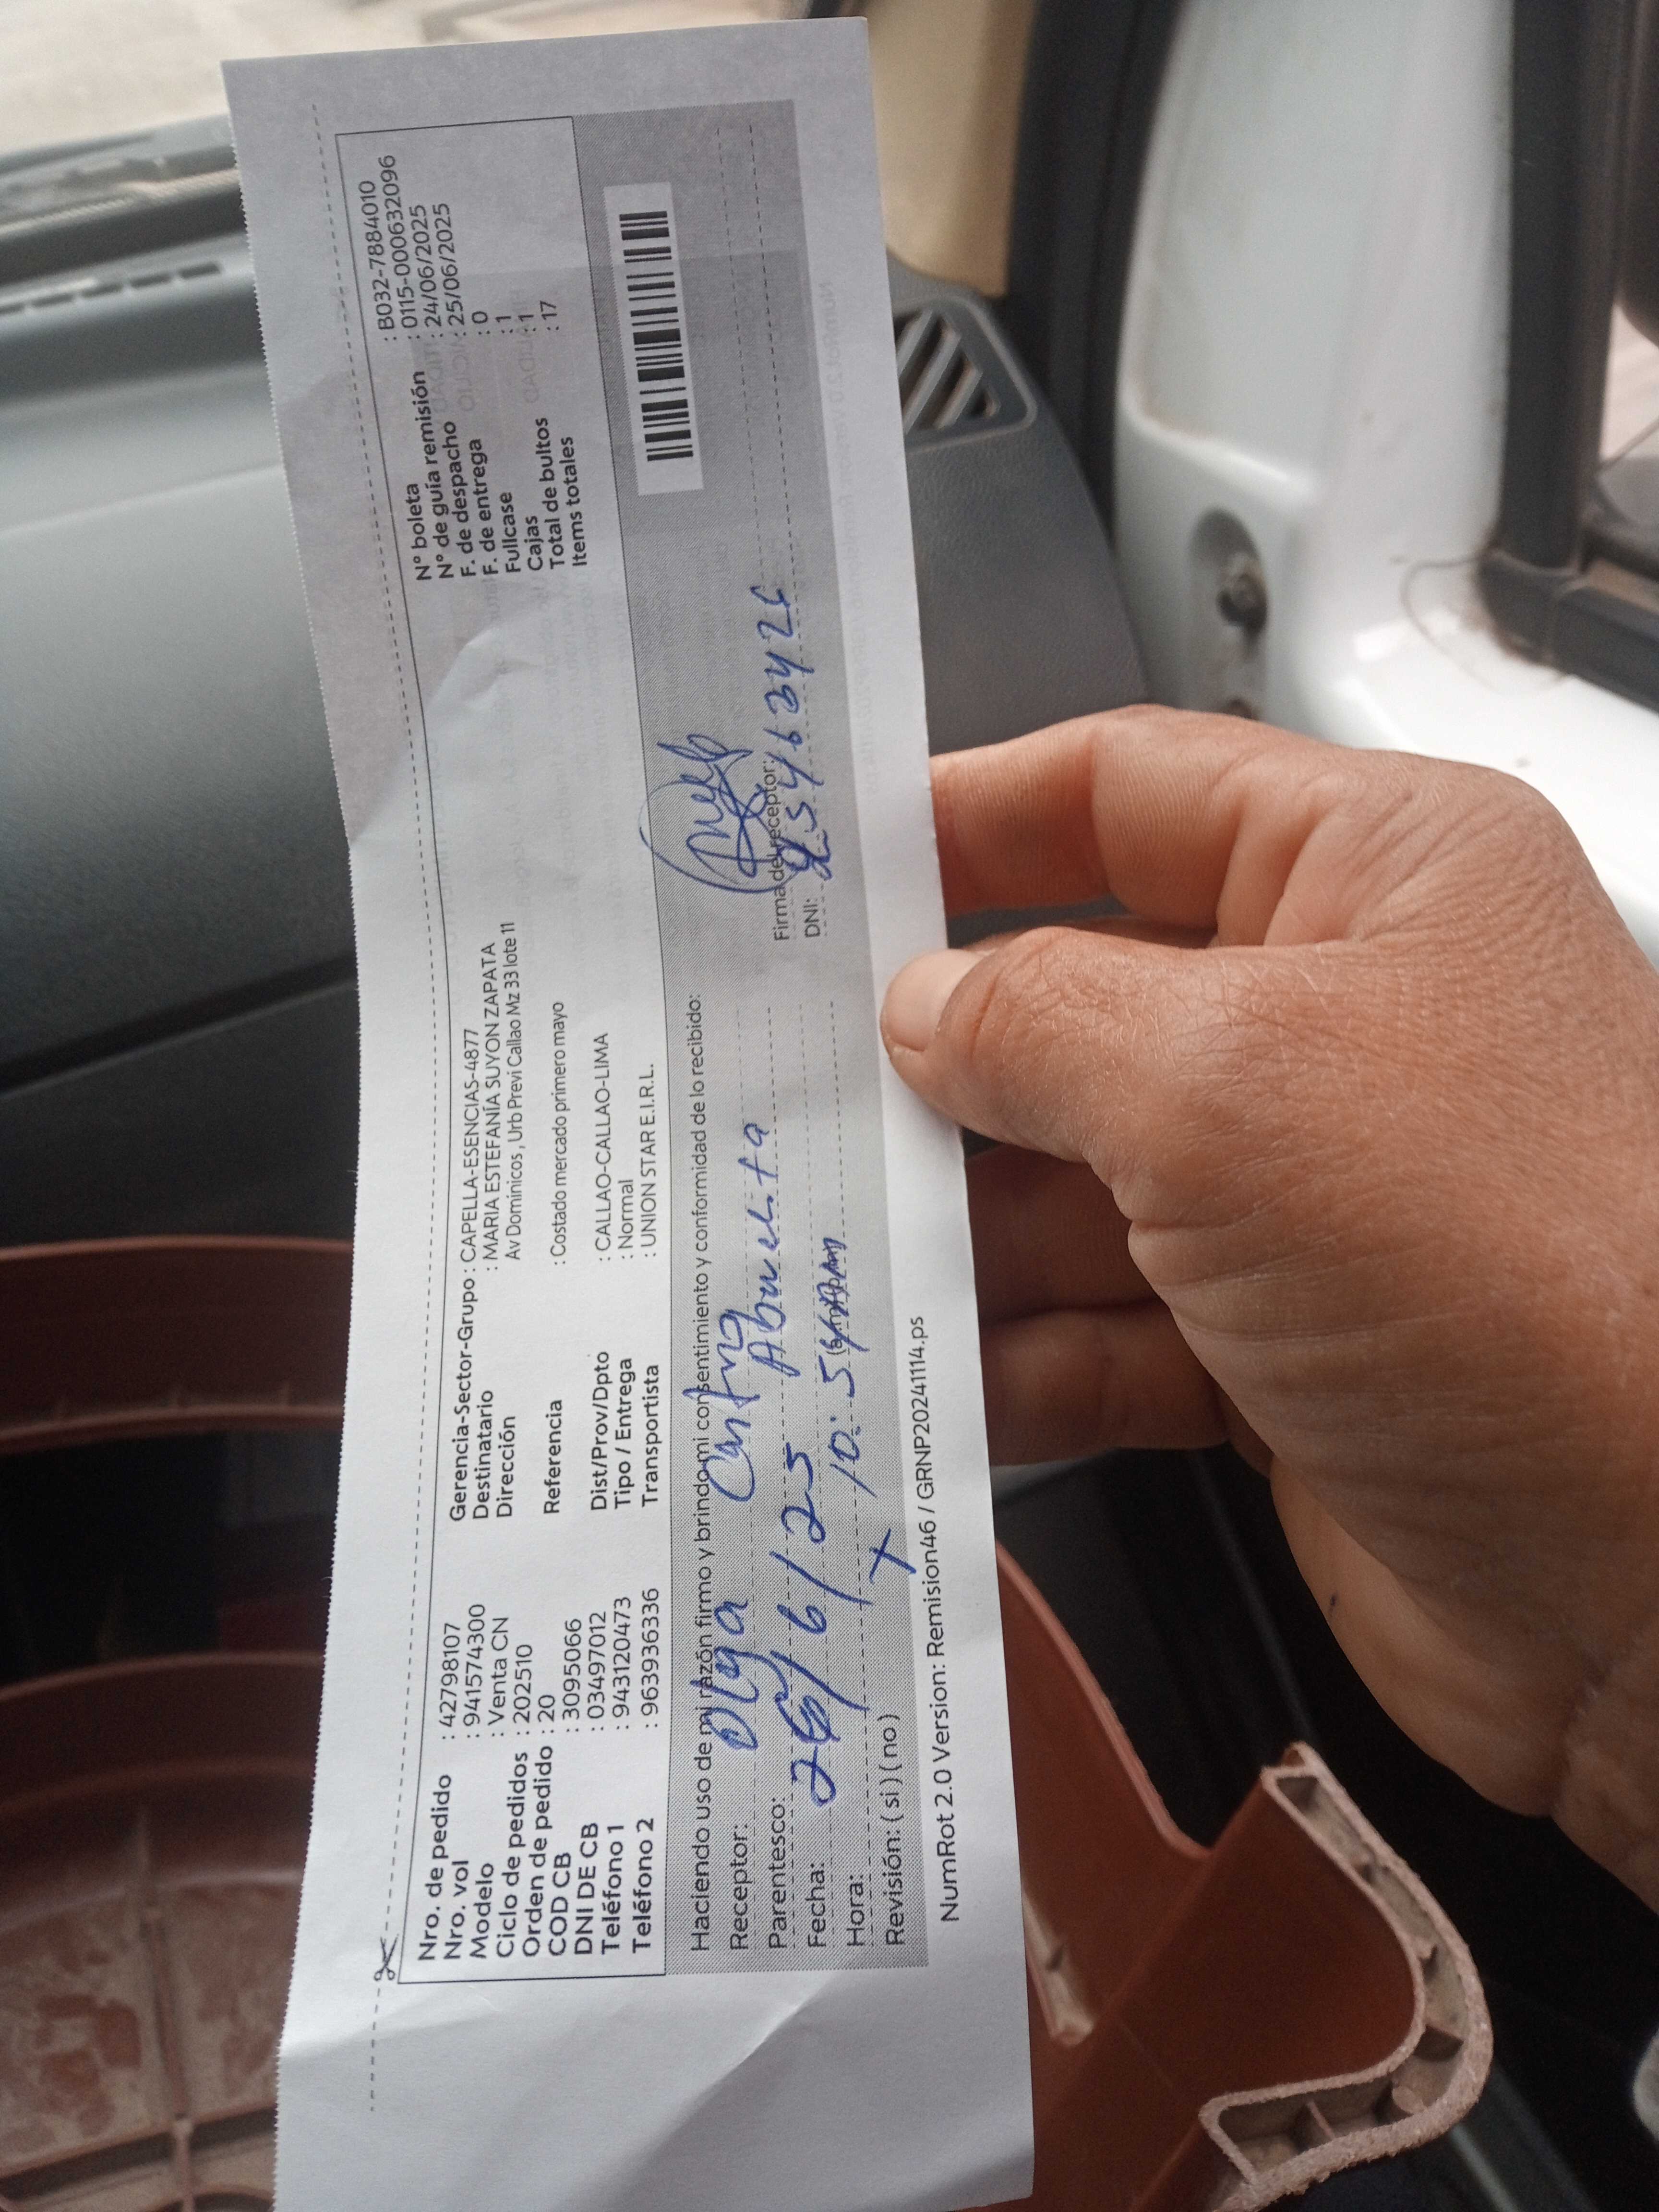 Nro. de pedido : 42798107
Nro. vol : 941574300
Modelo : Venta CN
Ciclo de pedidos : 202510
Orden de pedido : 20
COD CB : 3095066
DNI DE CB : 03497012
Teléfono 1 : 943120473
Teléfono 2 : 963936336
Gerencia-Sector-Grupo : CAPELLA-ESENCIAS-4877
Destinatario : MARIA ESTEFANÍA SUYON ZAPATA
Dirección Av Dominicos , Urb Previ Callao Mz 33 lote 11
Referencia : Costado mercado primero mayo
Dist/Prov/Dpto : CALLAO-CALLAO-LIMA
Tipo / Entrega : Normal
Transportista : UNION STAR E.I.R.L.
N° boleta : B032-7884010
N° de guía remisión : 0115-0006632096
F. de despacho : 24/06/2025
F. de entrega : 25/06/2025
Fullcase : 0
Cajas : 1
Total de bultos : 1
Items totales : 17
Haciendo uso de mi razón firmo y brindo mi consentimiento y conformidad de lo recibido:
Receptor: Olga Castro
Parentesco: Abuelita
Fecha: 26/6/25
Hora: 10:54 AM
Revisión: ( si ) ( no ) X
Firma del receptor:
DNI:
NumRot 2.0 Version: Remision46 / GRNP20241114.ps